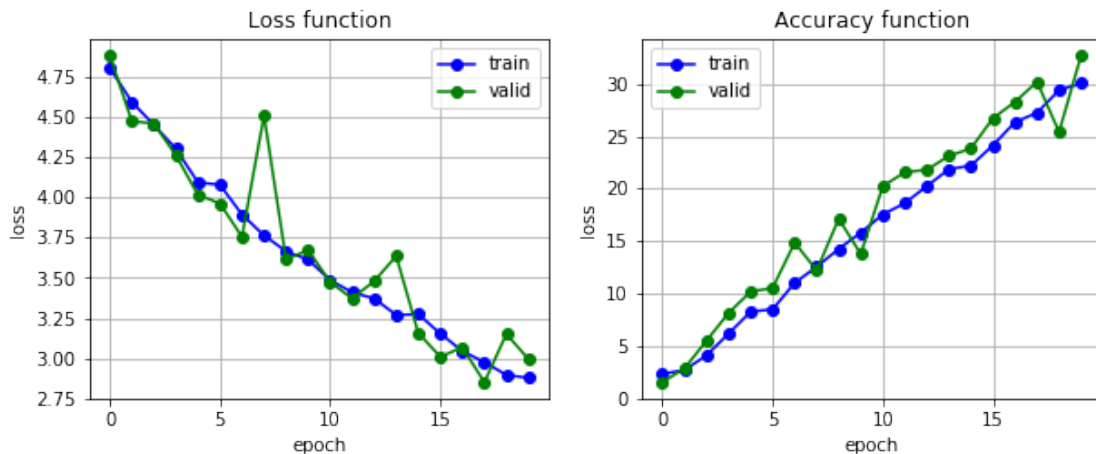 Loss function
4.75
4.50
4.25
4.00
3.75
3.50
3.25
3.00
2.75
loss
train
valid
0
5
10
15
epoch
Accuracy function
30
25
20
15
10
5
0
loss
train
valid
0
5
10
15
epoch